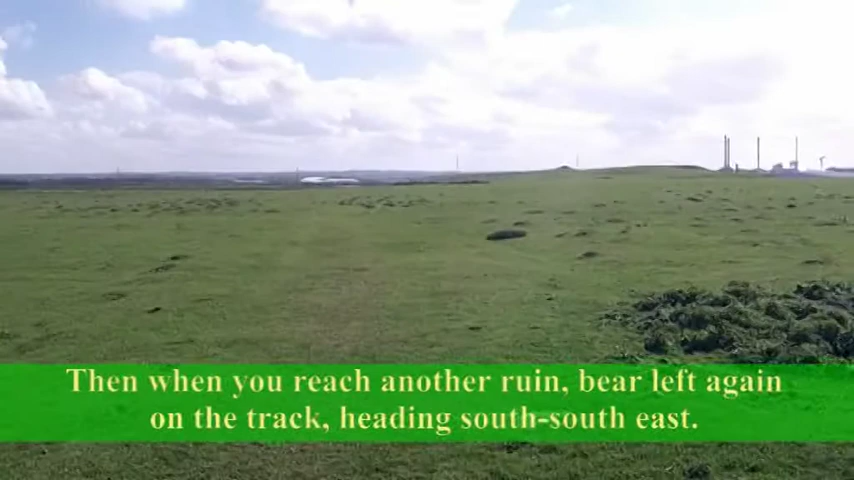 Then when you reach another ruin, bear left again
on the track, heading south-south east.